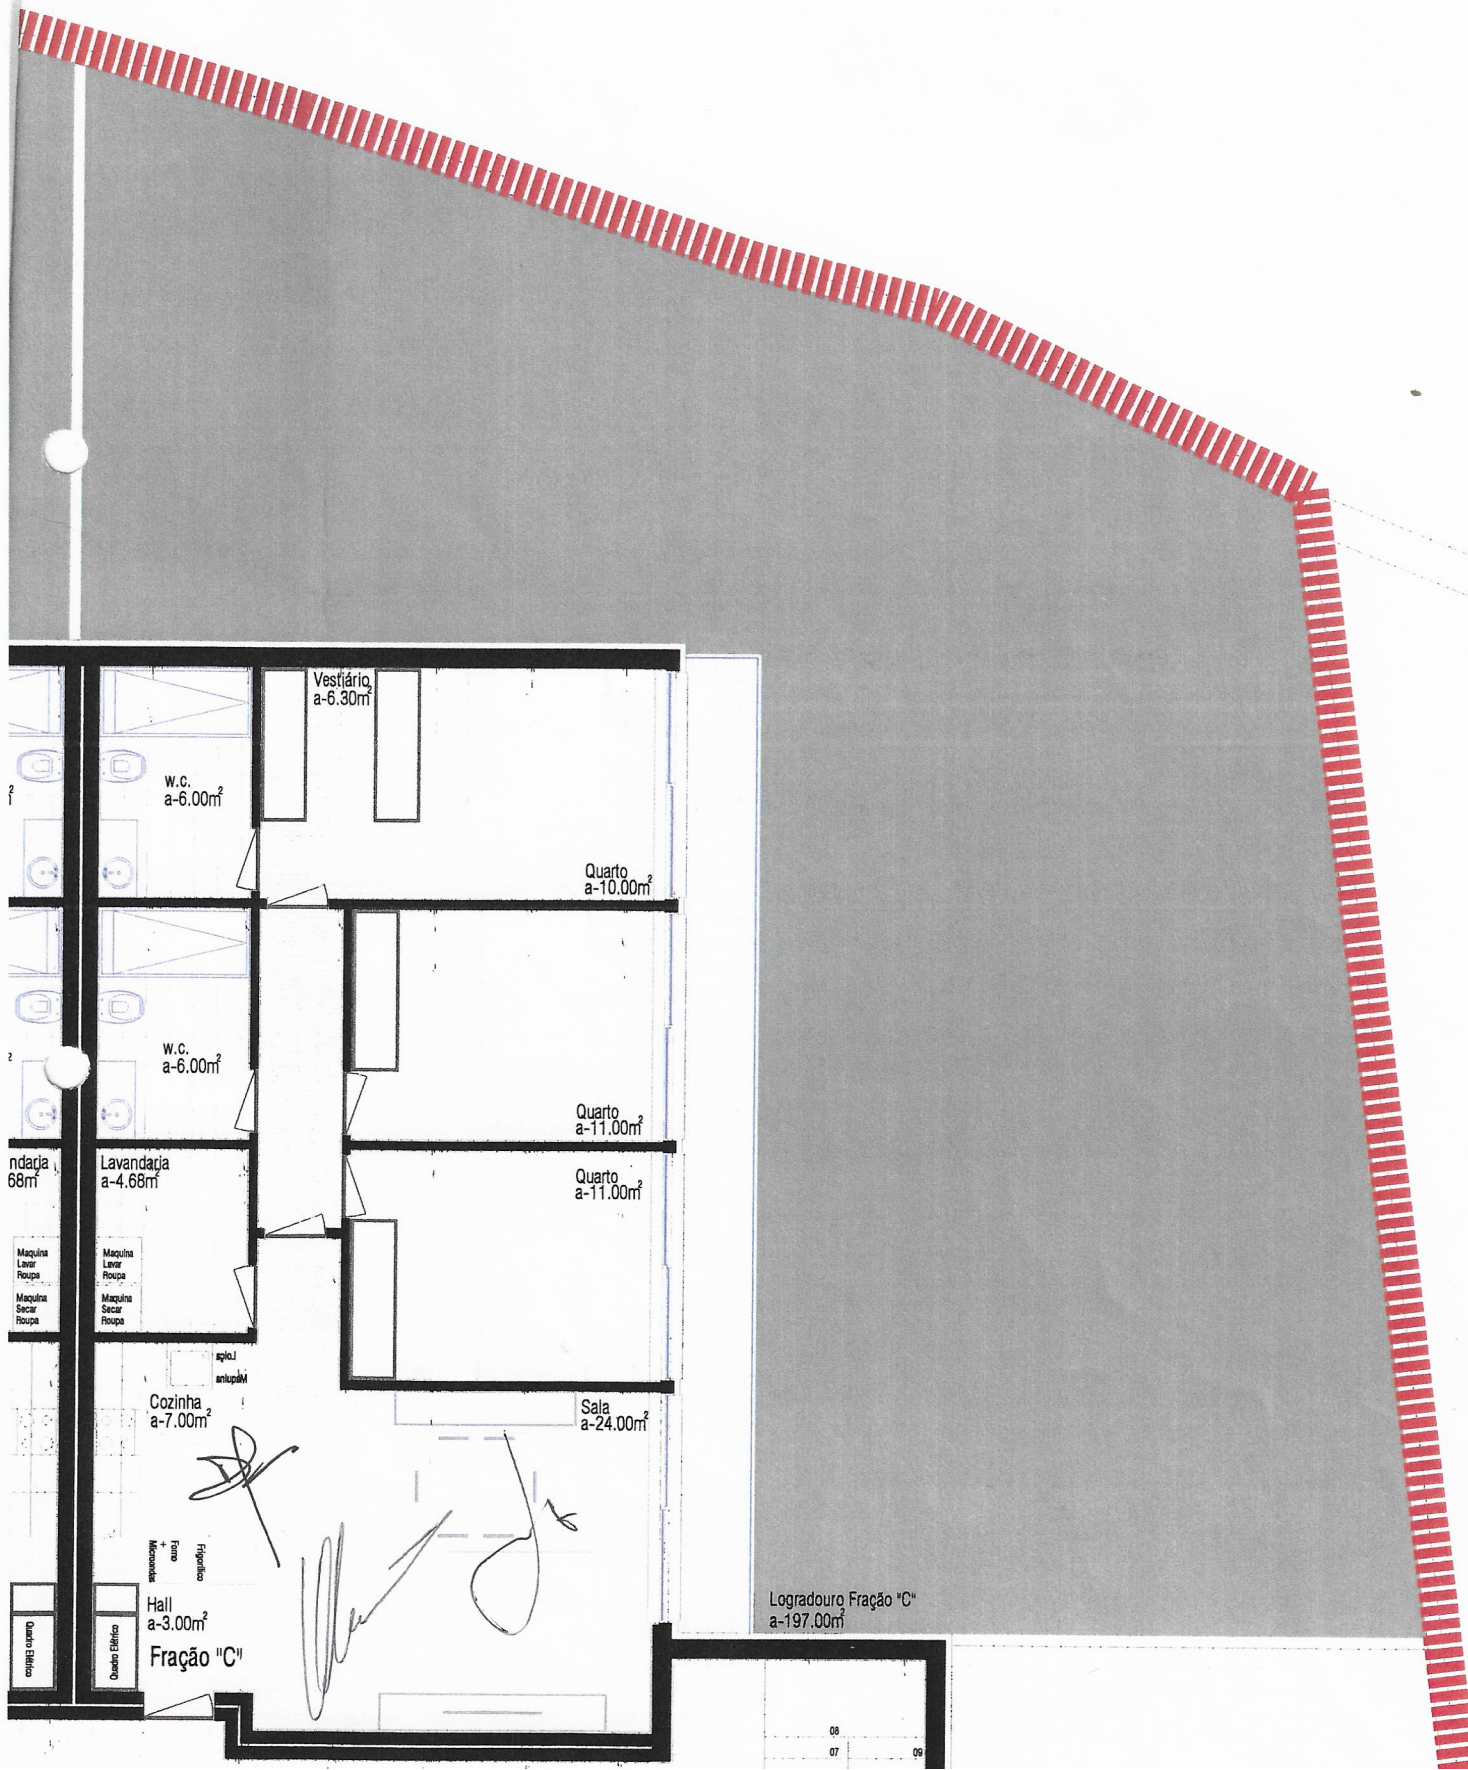 Vestiário
a-6.30m²
w.c.
a-6.00m²
Quarto
a-10.00m²
w.c.
a-6.00m²
Quarto
a-11.00m²
ndaria
68m²
Lavandaria
a-4.68m²
Quarto
a-11.00m²
Maquina
Lavar
Roupa
Maquina
Lavar
Roupa
Maquina
Secar
Roupa
Maquina
Secar
Roupa
Loiça
Maquina
Cozinha
a-7.00m²
Sala
a-24.00m²
Forno
+
Microondas
Frigorifico
Hall
a-3.00m²
Quadro Elétrico
Quadro Elétrico
Fração "C"
Logradouro Fração "C"
a-197.00m²
08
07
09